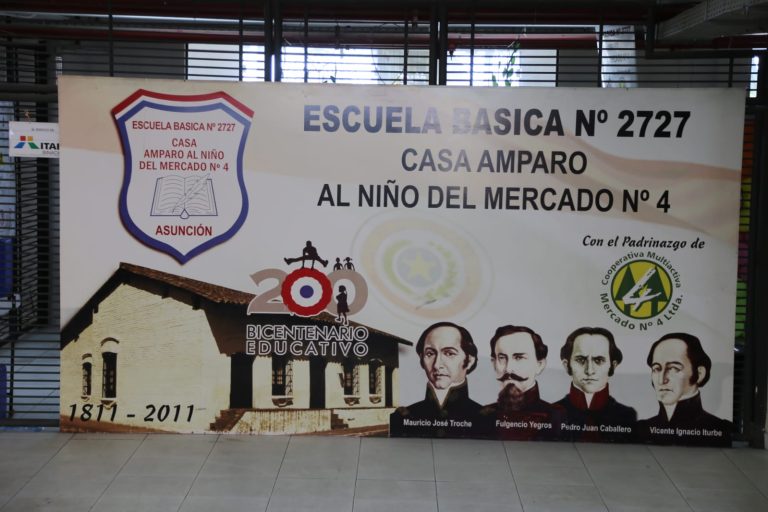 ESCUELA BASICA Nº 2727
CASA AMPARO
AL NIÑO DEL MERCADO Nº 4
ESCUELA BASICA Nº 2727
CASA
AMPARO AL NIÑO
DEL MERCADO Nº 4
ASUNCIÓN
Con el Padrinazgo de
Cooperativa Multiactiva
4
Mercado Nº 4 Ltda.
200
BICENTENARIO
EDUCATIVO
1811 - 2011
Mauricio José Troche
Fulgencio Yegros
Pedro Juan Caballero
Vicente Ignacio Iturbe